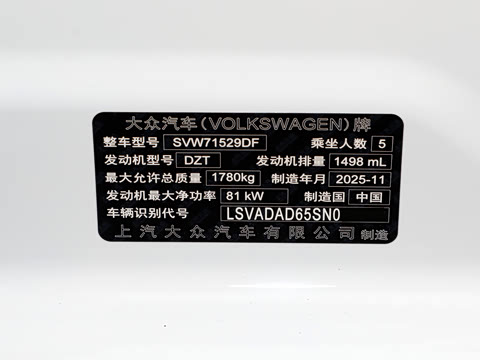 大众汽车(VOLKSWAGEN)牌
整车型号 SVW71529DF 乘坐人数 5
发动机型号 DZT 发动机排量 1498 mL
最大允许总质量 1780kg 制造年月 2025-11
发动机最大净功率 81 kW 制造国 中国
车辆识别代号 LSVADAD65SN0
上汽大众汽车有限公司 制造